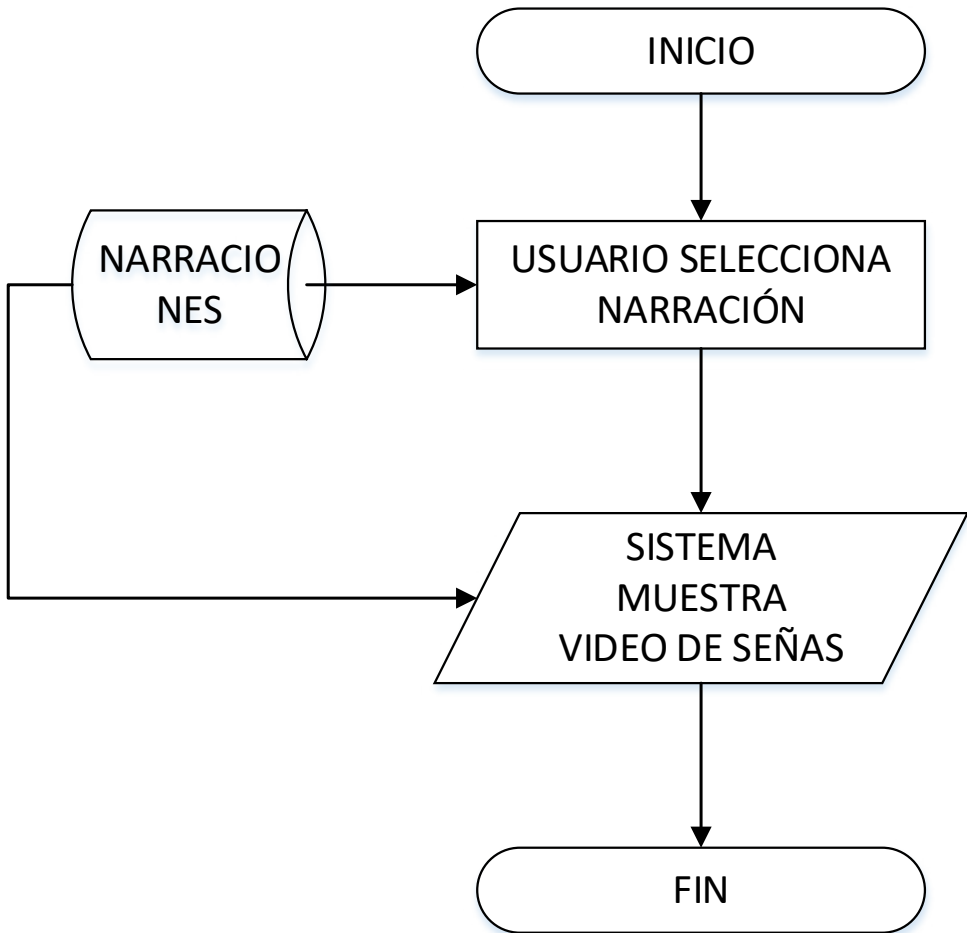 INICIO
NARRACIO
NES
USUARIO SELECCIONA
NARRACIÓN
SISTEMA
MUESTRA
VIDEO DE SEÑAS
FIN